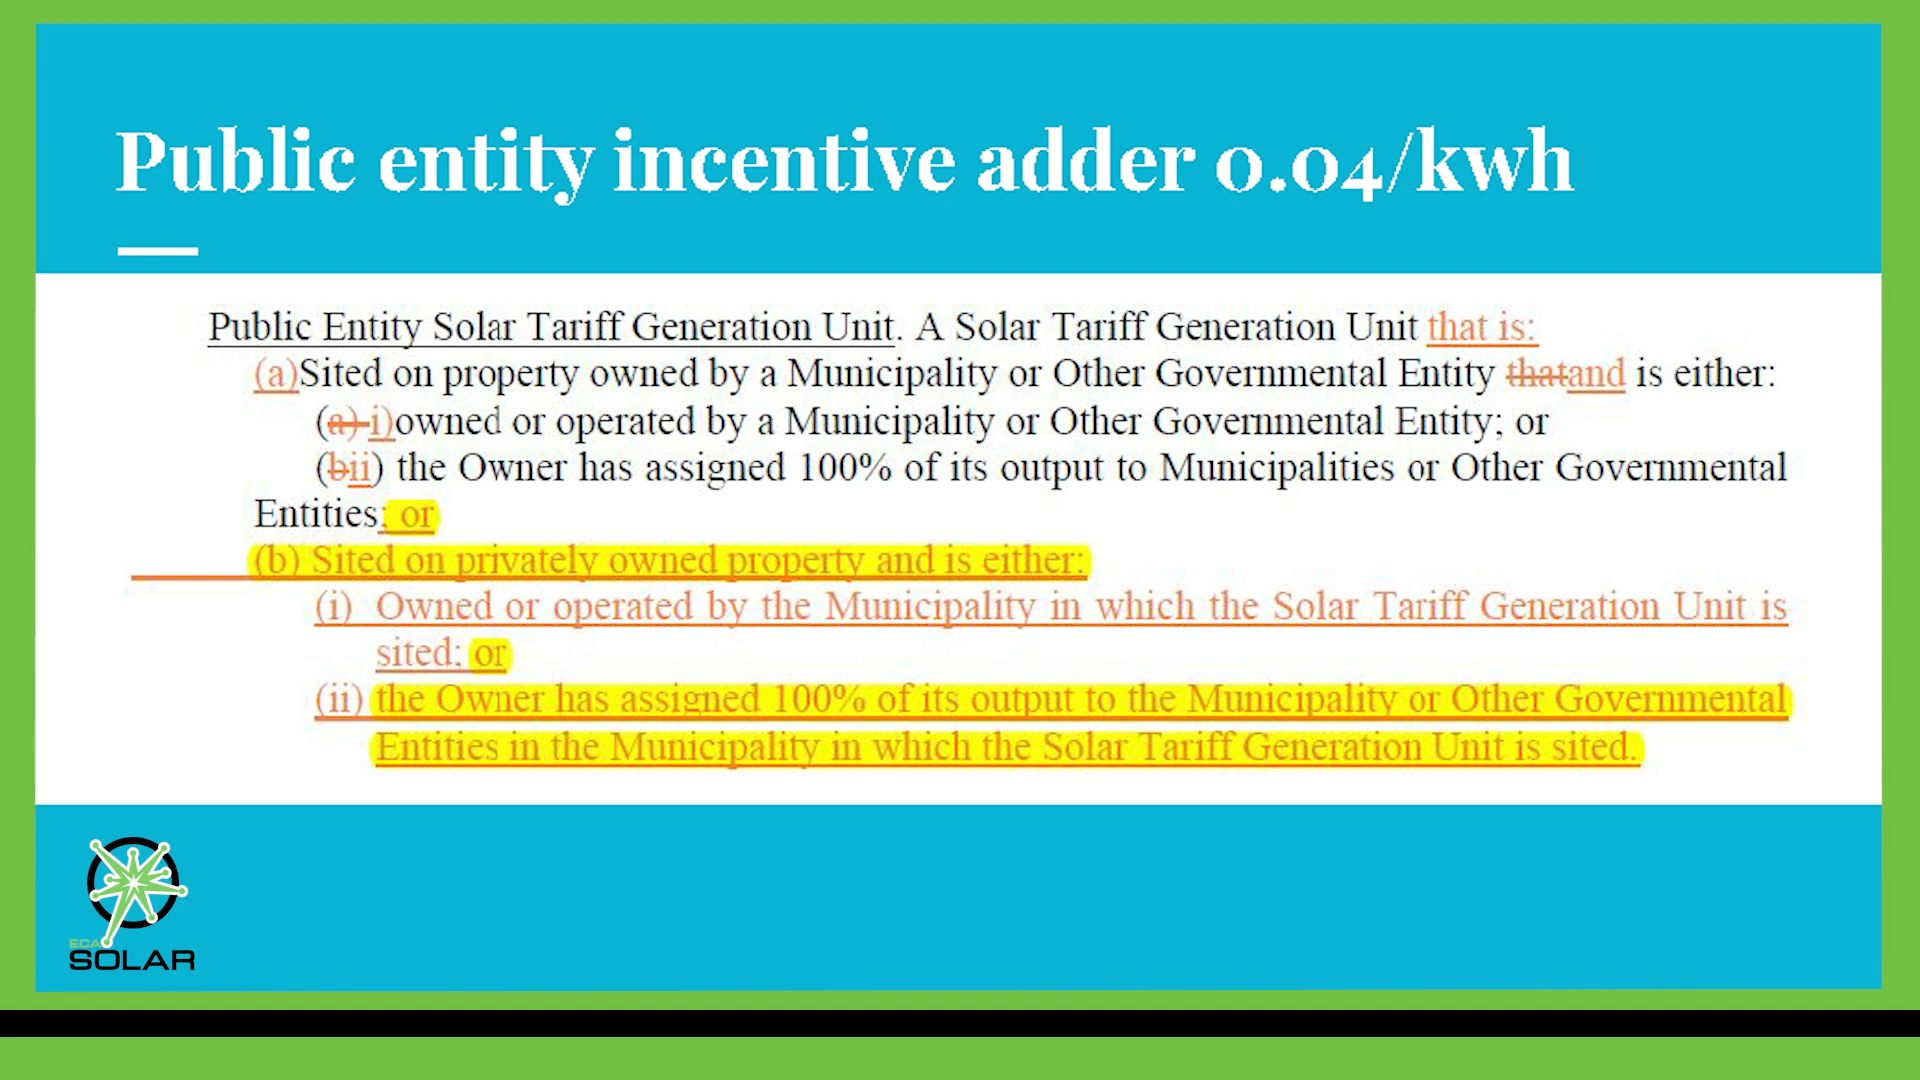 Public entity incentive adder 0.04/kwh
Public Entity Solar Tariff Generation Unit. A Solar Tariff Generation Unit that is:
(a)Sited on property owned by a Municipality or Other Governmental Entity thatand is either:
(a) i)owned or operated by a Municipality or Other Governmental Entity; or
(bii) the Owner has assigned 100% of its output to Municipalities or Other Governmental
Entities; or
(b) Sited on privately owned property and is either:
(i) Owned or operated by the Municipality in which the Solar Tariff Generation Unit is
sited; or
(ii) the Owner has assigned 100% of its output to the Municipality or Other Governmental
Entities in the Municipality in which the Solar Tariff Generation Unit is sited.
ECA
SOLAR